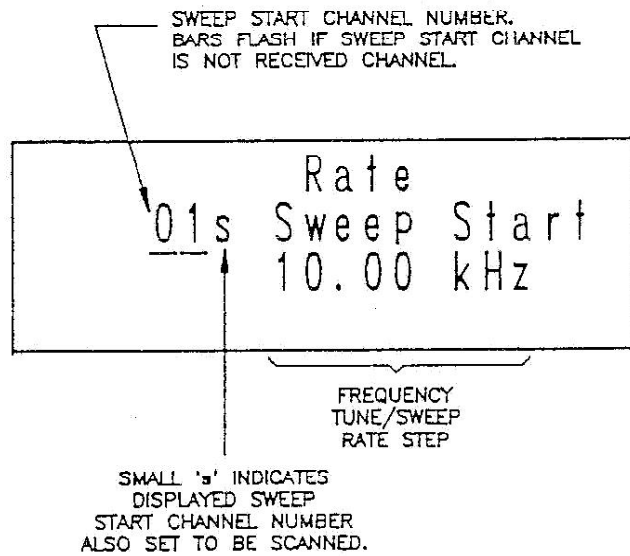 SWEEP START CHANNEL NUMBER.
BARS FLASH IF SWEEP START CHANNEL
IS NOT RECEIVED CHANNEL.
Rate
01s Sweep Start
10.00 kHz
FREQUENCY
TUNE/SWEEP
RATE STEP
SMALL 's' INDICATES
DISPLAYED SWEEP
START CHANNEL NUMBER
ALSO SET TO BE SCANNED.